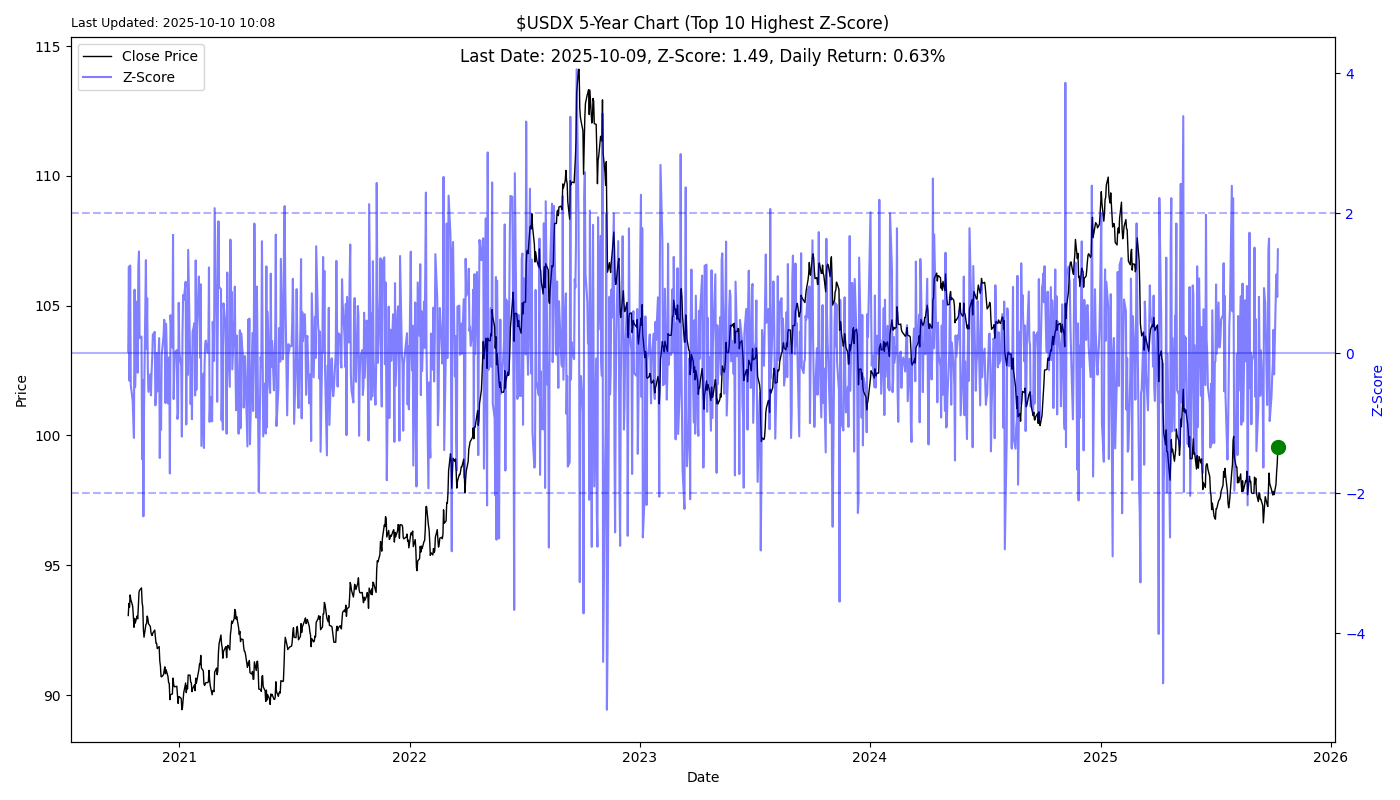 Last Updated: 2025-10-10 10:08
$USDX 5-Year Chart (Top 10 Highest Z-Score)
Last Date: 2025-10-09, Z-Score: 1.49, Daily Return: 0.63%
Close Price
Z-Score
115
110
105
100
95
90
Price
4
2
0
−2
−4
Z-Score
2021
2022
2023
2024
2025
2026
Date